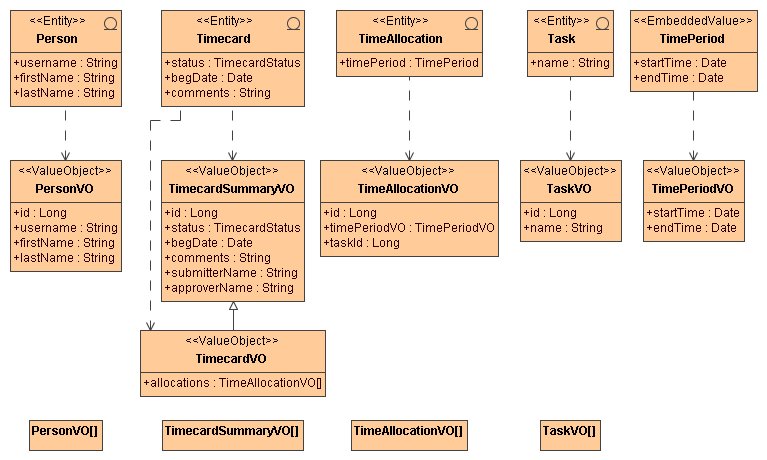 <<Entity>>
Person
+username : String
+firstName : String
+lastName : String
<<Entity>>
Timecard
+status : TimecardStatus
+begDate : Date
+comments : String
<<Entity>>
TimeAllocation
+timePeriod : TimePeriod
<<Entity>>
Task
+name : String
<<EmbeddedValue>>
TimePeriod
+startTime : Date
+endTime : Date
<<ValueObject>>
PersonVO
+id : Long
+username : String
+firstName : String
+lastName : String
<<ValueObject>>
TimecardSummaryVO
+id : Long
+status : TimecardStatus
+begDate : Date
+comments : String
+submitterName : String
+approverName : String
<<ValueObject>>
TimeAllocationVO
+id : Long
+timePeriodVO : TimePeriodVO
+taskId : Long
<<ValueObject>>
TaskVO
+id : Long
+name : String
<<ValueObject>>
TimePeriodVO
+startTime : Date
+endTime : Date
<<ValueObject>>
TimecardVO
+allocations : TimeAllocationVO[]
PersonVO[]
TimecardSummaryVO[]
TimeAllocationVO[]
TaskVO[]